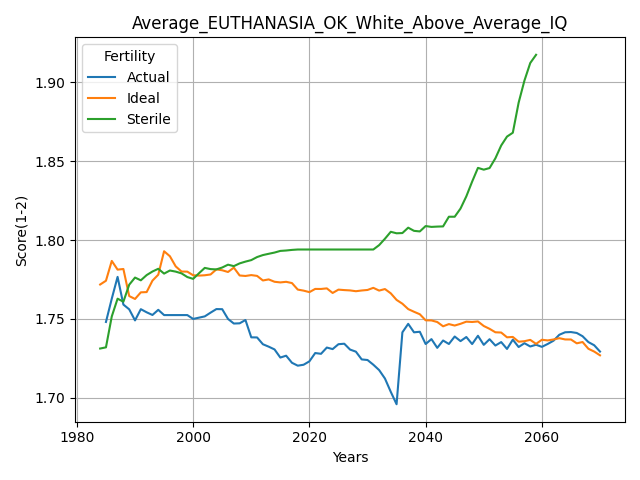 Average_EUTHANASIA_OK_White_Above_Average_IQ
Fertility
Actual
Ideal
Sterile
Score(1-2)
1.90
1.85
1.80
1.75
1.70
1980
2000
2020
2040
2060
Years